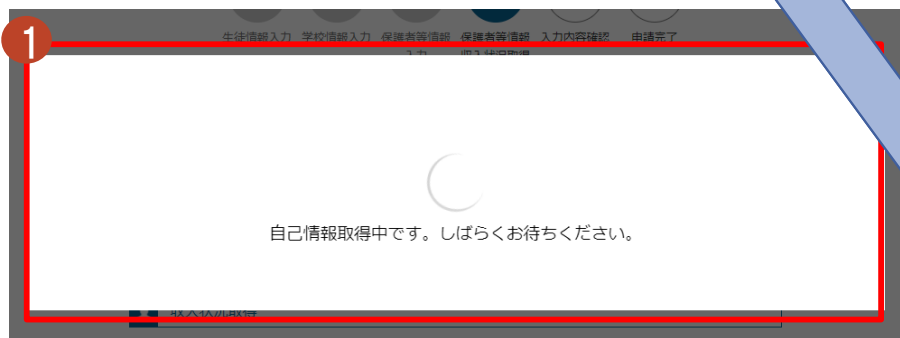 1
生徒情報入力 学校情報入力 保護者等情報 保護者等情報 入力内容確認 申請完了
入力 収入状況取得
自己情報取得中です。しばらくお待ちください。
収入状況取得